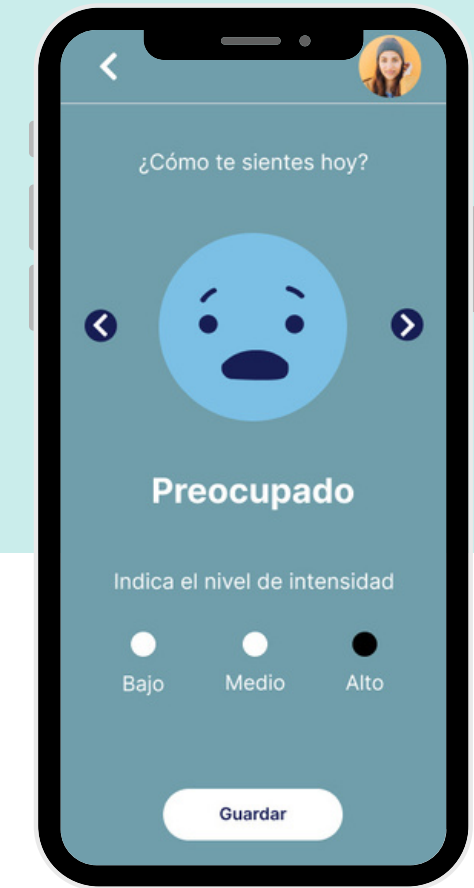 ¿Cómo te sientes hoy?
Preocupado
Indica el nivel de intensidad
Bajo Medio Alto
Guardar